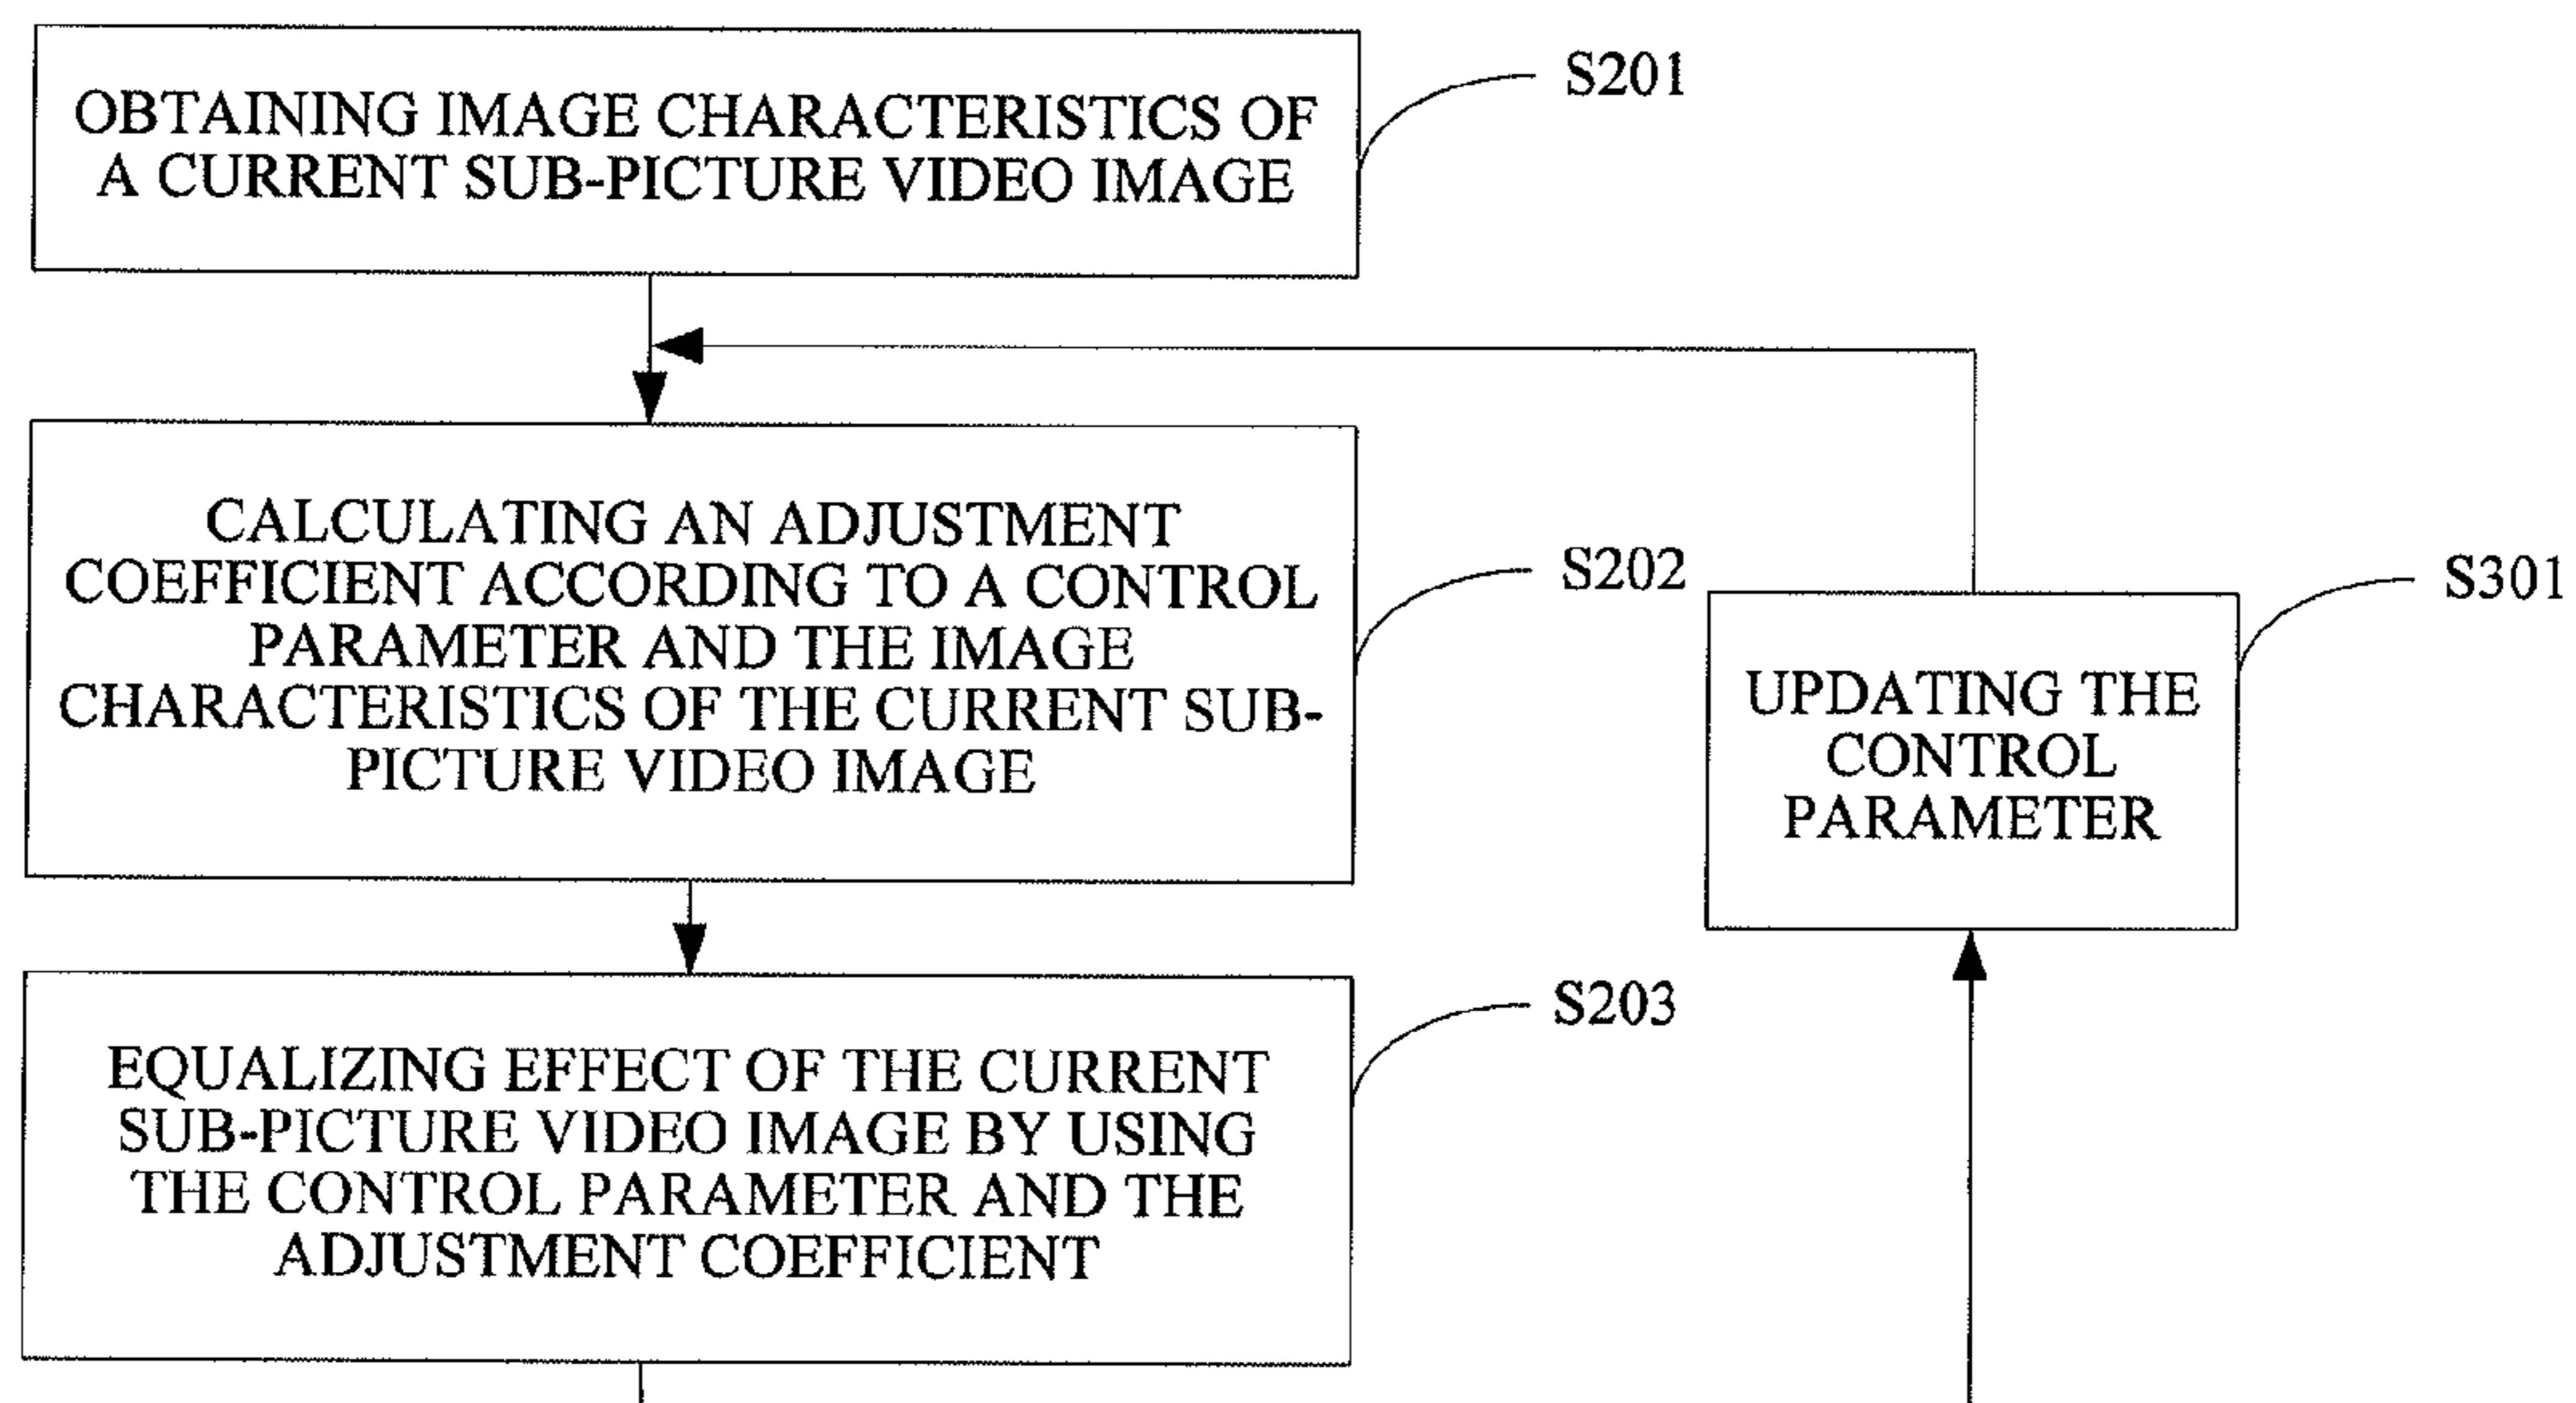 OBTAINING IMAGE CHARACTERISTICS OF
A CURRENT SUB-PICTURE VIDEO IMAGE
S201
CALCULATING AN ADJUSTMENT
COEFFICIENT ACCORDING TO A CONTROL
PARAMETER AND THE IMAGE
CHARACTERISTICS OF THE CURRENT SUB-
PICTURE VIDEO IMAGE
S202
UPDATING THE
CONTROL
PARAMETER
S301
EQUALIZING EFFECT OF THE CURRENT
SUB-PICTURE VIDEO IMAGE BY USING
THE CONTROL PARAMETER AND THE
ADJUSTMENT COEFFICIENT
S203